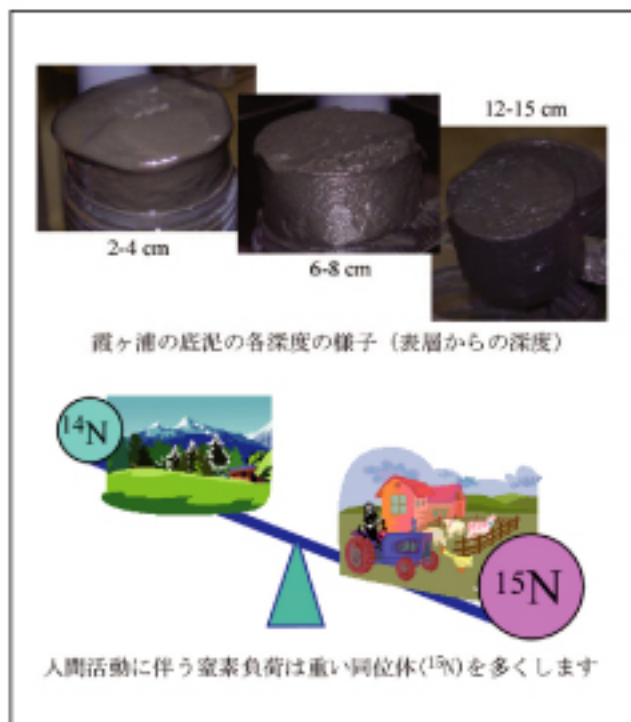 12-15 cm
2-4 cm
6-8 cm
霞ヶ浦の底泥の各深度の様子（表層からの深度）
¹⁴N
¹⁵N
人間活動に伴う窒素負荷は重い同位体(¹⁵N)を多くします